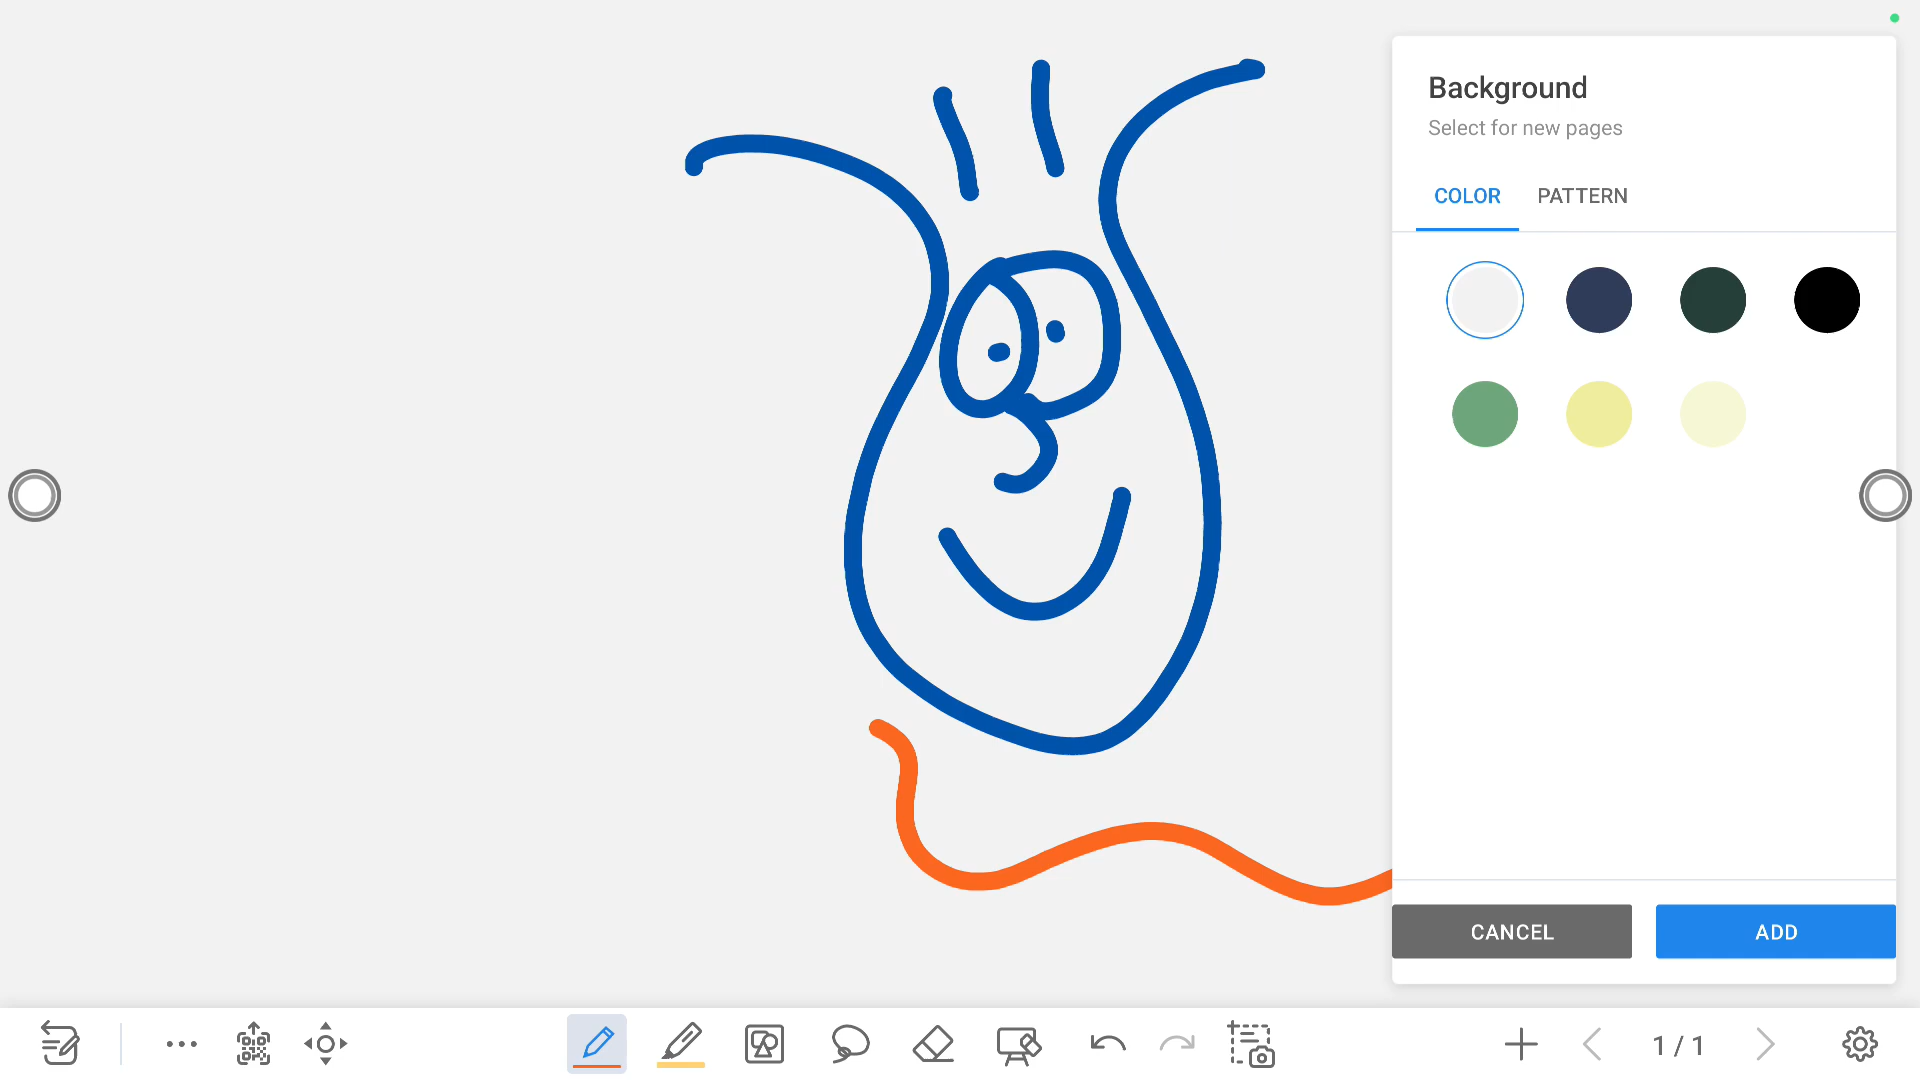 Background
Select for new pages
COLOR PATTERN
CANCEL ADD
1 / 1